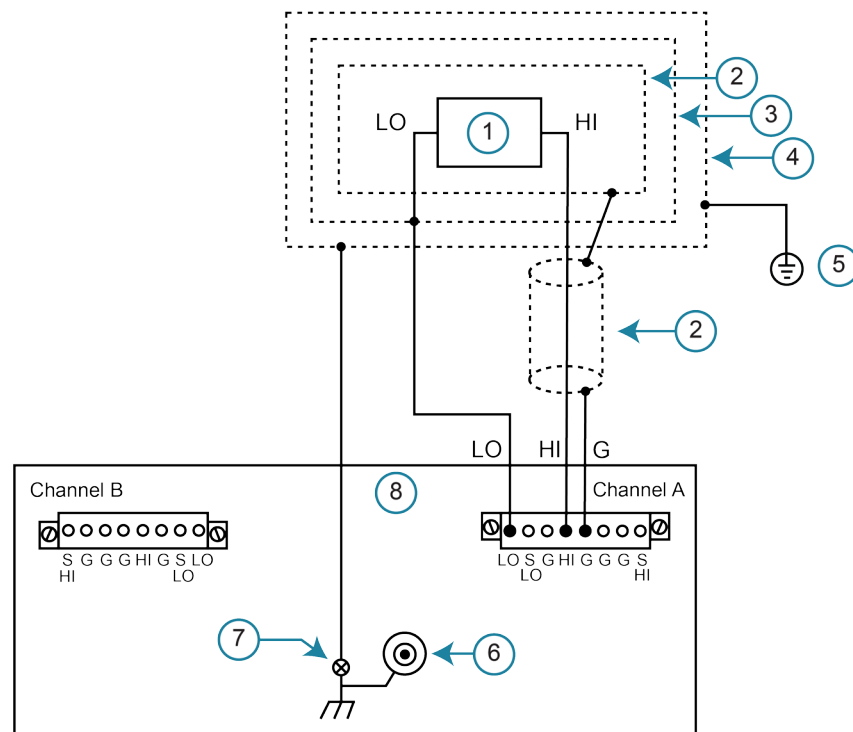 2
3
LO
1
HI
4
5
2
LO
HI
G
8
Channel B
Channel A
S G G G HI G S LO
HI LO
LO S G HI G G G S
LO HI
7
6